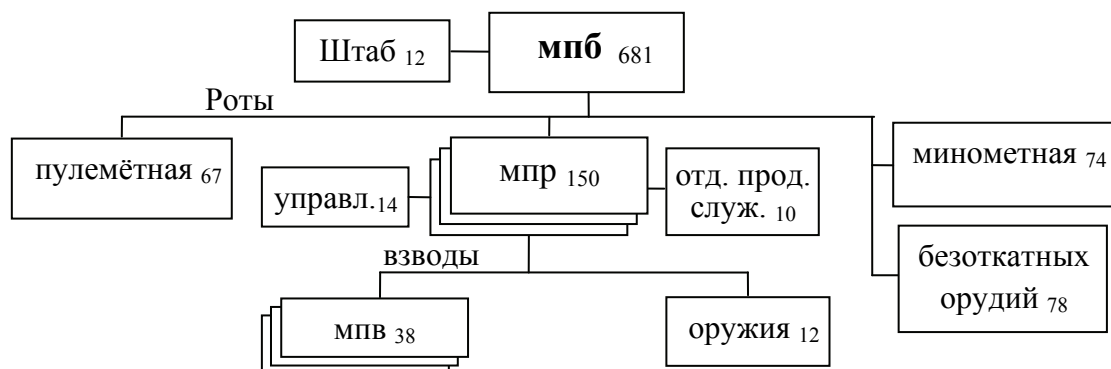 Штаб 12
мпб 681
Роты
пулемётная 67
мпр 150
минометная 74
управл.14
отд. прод.
служ. 10
взводы
безоткатных
орудий 78
мпв 38
оружия 12